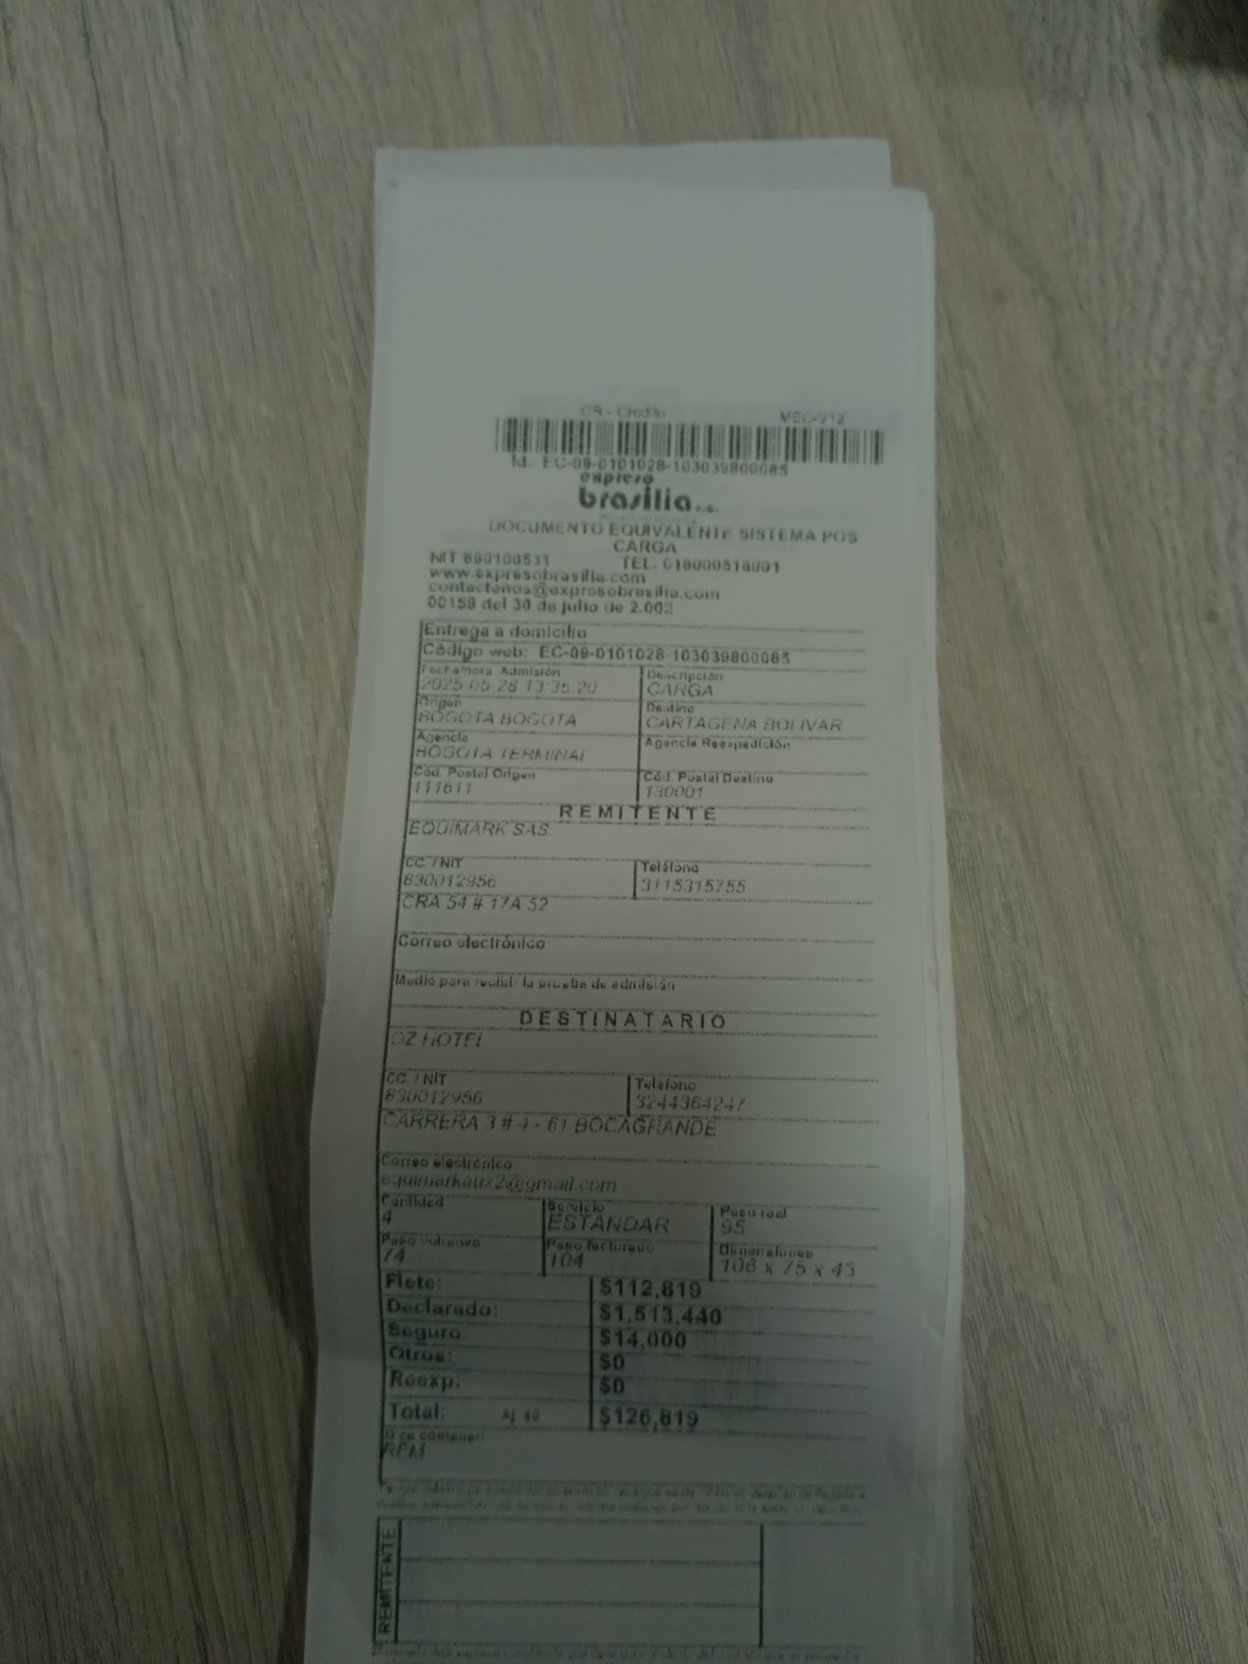 CR - Credito MEC-V12
Id.: EC-09-0101028-103039800085
expreso
brasilia s.a.
DOCUMENTO EQUIVALENTE SISTEMA POS
CARGA
NIT 890100531 TEL. 018000518001
www.expresobrasilia.com
contactenos@expresobrasilia.com
00159 del 30 de julio de 2.002
Entrega a domicilio
Código web: EC-09-0101028-103039800085
Fecha/hora Admisión Descripción
2025-05-28 13:35:20 CARGA
Origen Destino
BOGOTA BOGOTA CARTAGENA BOLIVAR
Agencia Agencia Reexpedición
BOGOTA TERMINAL
Cód. Postal Origen Cód. Postal Destino
111611 130001
REMITENTE
EQUIMARK SAS
CC. / NIT Teléfono
830012956 3115315755
CRA 54 # 17A 52
Correo electrónico
Medio para recibir la prueba de admisión
DESTINATARIO
OZ HOTEL
CC. / NIT Teléfono
830012956 3244364247
CARRERA 3 # 4 - 61 BOCAGRANDE
Correo electrónico
equimarkaux2@gmail.com
Cantidad Servicio Peso real
4 ESTANDAR 95
Peso volumen Peso facturado Dimensiones
74 104 108 x 75 x 43
Flete: $112,819
Declarado: $1,513,440
Seguro: $14,000
Otros: $0
Reexp: $0
Total: $126,819
Dice contener:
REMITENTE